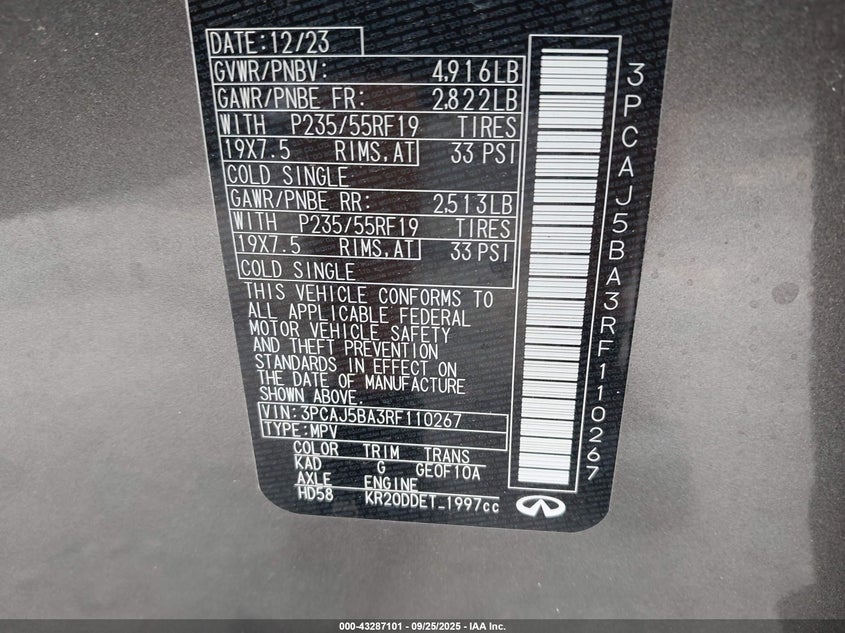 DATE:12/23
GVWR/PNBV: 4,916LB
GAWR/PNBE FR: 2,822LB
WITH P235/55RF19 TIRES
19X7.5 RIMS,AT 33 PSI
COLD SINGLE
GAWR/PNBE RR: 2,513LB
WITH P235/55RF19 TIRES
19X7.5 RIMS,AT 33 PSI
COLD SINGLE
THIS VEHICLE CONFORMS TO
ALL APPLICABLE FEDERAL
MOTOR VEHICLE SAFETY
AND THEFT PREVENTION
STANDARDS IN EFFECT ON
THE DATE OF MANUFACTURE
SHOWN ABOVE.
VIN:3PCAJ5BA3RF110267
TYPE:MPV
COLOR TRIM TRANS
KAD G GE0F10A
AXLE ENGINE
HD58 KR20DDET_1997cc
3PCAJ5BA3RF110267
000-43287101 - 09/25/2025 - IAA Inc.